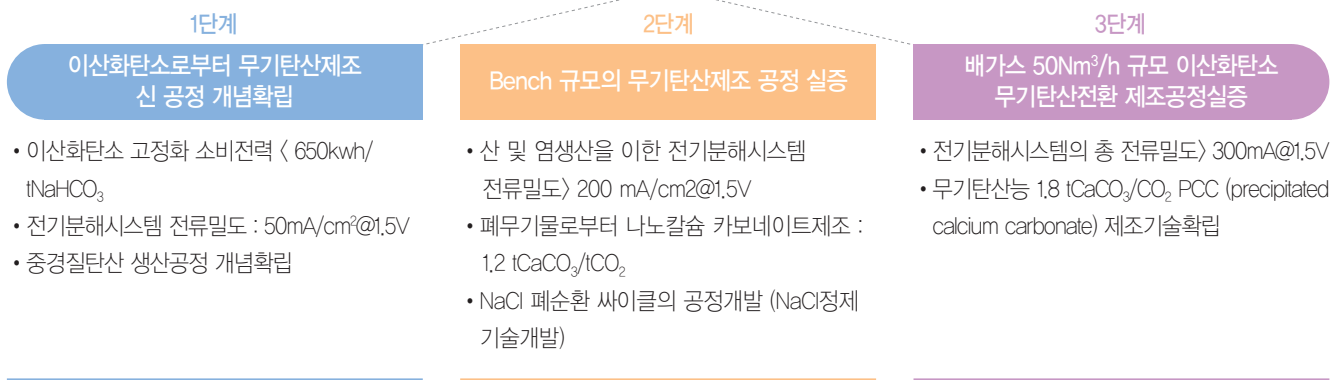 1단계
이산화탄소로부터 무기탄산제조
신 공정 개념확립
• 이산화탄소 고정화 소비전력 < 650kwh/
tNaHCO₃
• 전기분해시스템 전류밀도 : 50mA/cm²@1.5V
• 중경질탄산 생산공정 개념확립
2단계
Bench 규모의 무기탄산제조 공정 실증
• 산 및 염생산을 이한 전기분해시스템
전류밀도> 200 mA/cm2@1.5V
• 폐무기물로부터 나노칼슘 카보네이트제조 :
1.2 tCaCO₃/tCO₂
• NaCl 폐순환 싸이클의 공정개발 (NaCl정제
기술개발)
3단계
배가스 50Nm³/h 규모 이산화탄소
무기탄산전환 제조공정실증
• 전기분해시스템의 총 전류밀도> 300mA@1.5V
• 무기탄산능 1.8 tCaCO₃/CO₂ PCC (precipitated
calcium carbonate) 제조기술확립